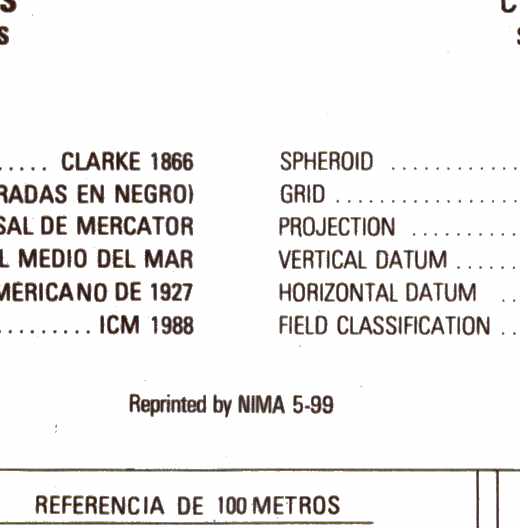 S
S
..... CLARKE 1866
RADAS EN NEGRO)
SAL DE MERCATOR
L MEDIO DEL MAR
MERICANO DE 1927
......... ICM 1988
C
S
SPHEROID ............
GRID .................
PROJECTION ..........
VERTICAL DATUM ......
HORIZONTAL DATUM ..
FIELD CLASSIFICATION ..
Reprinted by NIMA 5-99
REFERENCIA DE 100 METROS